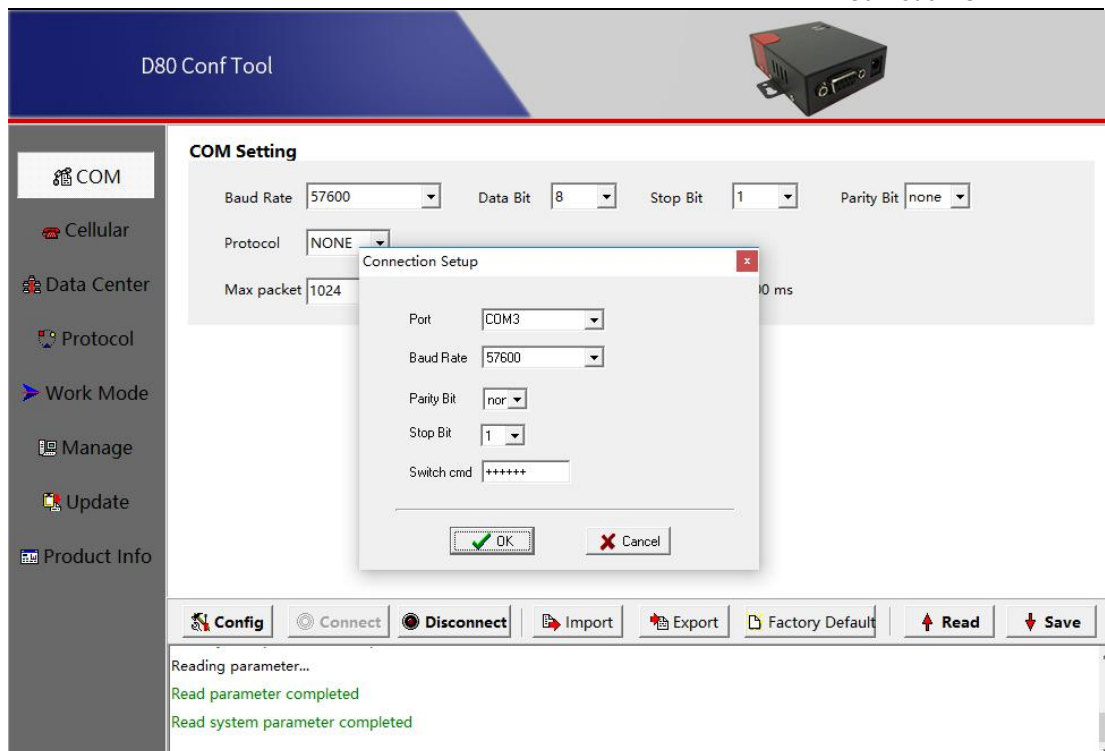 D80 Conf Tool
COM
Cellular
Data Center
Protocol
Work Mode
Manage
Update
Product Info
COM Setting
Baud Rate 57600 Data Bit 8 Stop Bit 1 Parity Bit none
Protocol NONE
Max packet 1024 ms
Connection Setup
Port COM3
Baud Rate 57600
Parity Bit nor
Stop Bit 1
Switch cmd ++++++
OK Cancel
Config Connect Disconnect Import Export Factory Default Read Save
Reading parameter...
Read parameter completed
Read system parameter completed